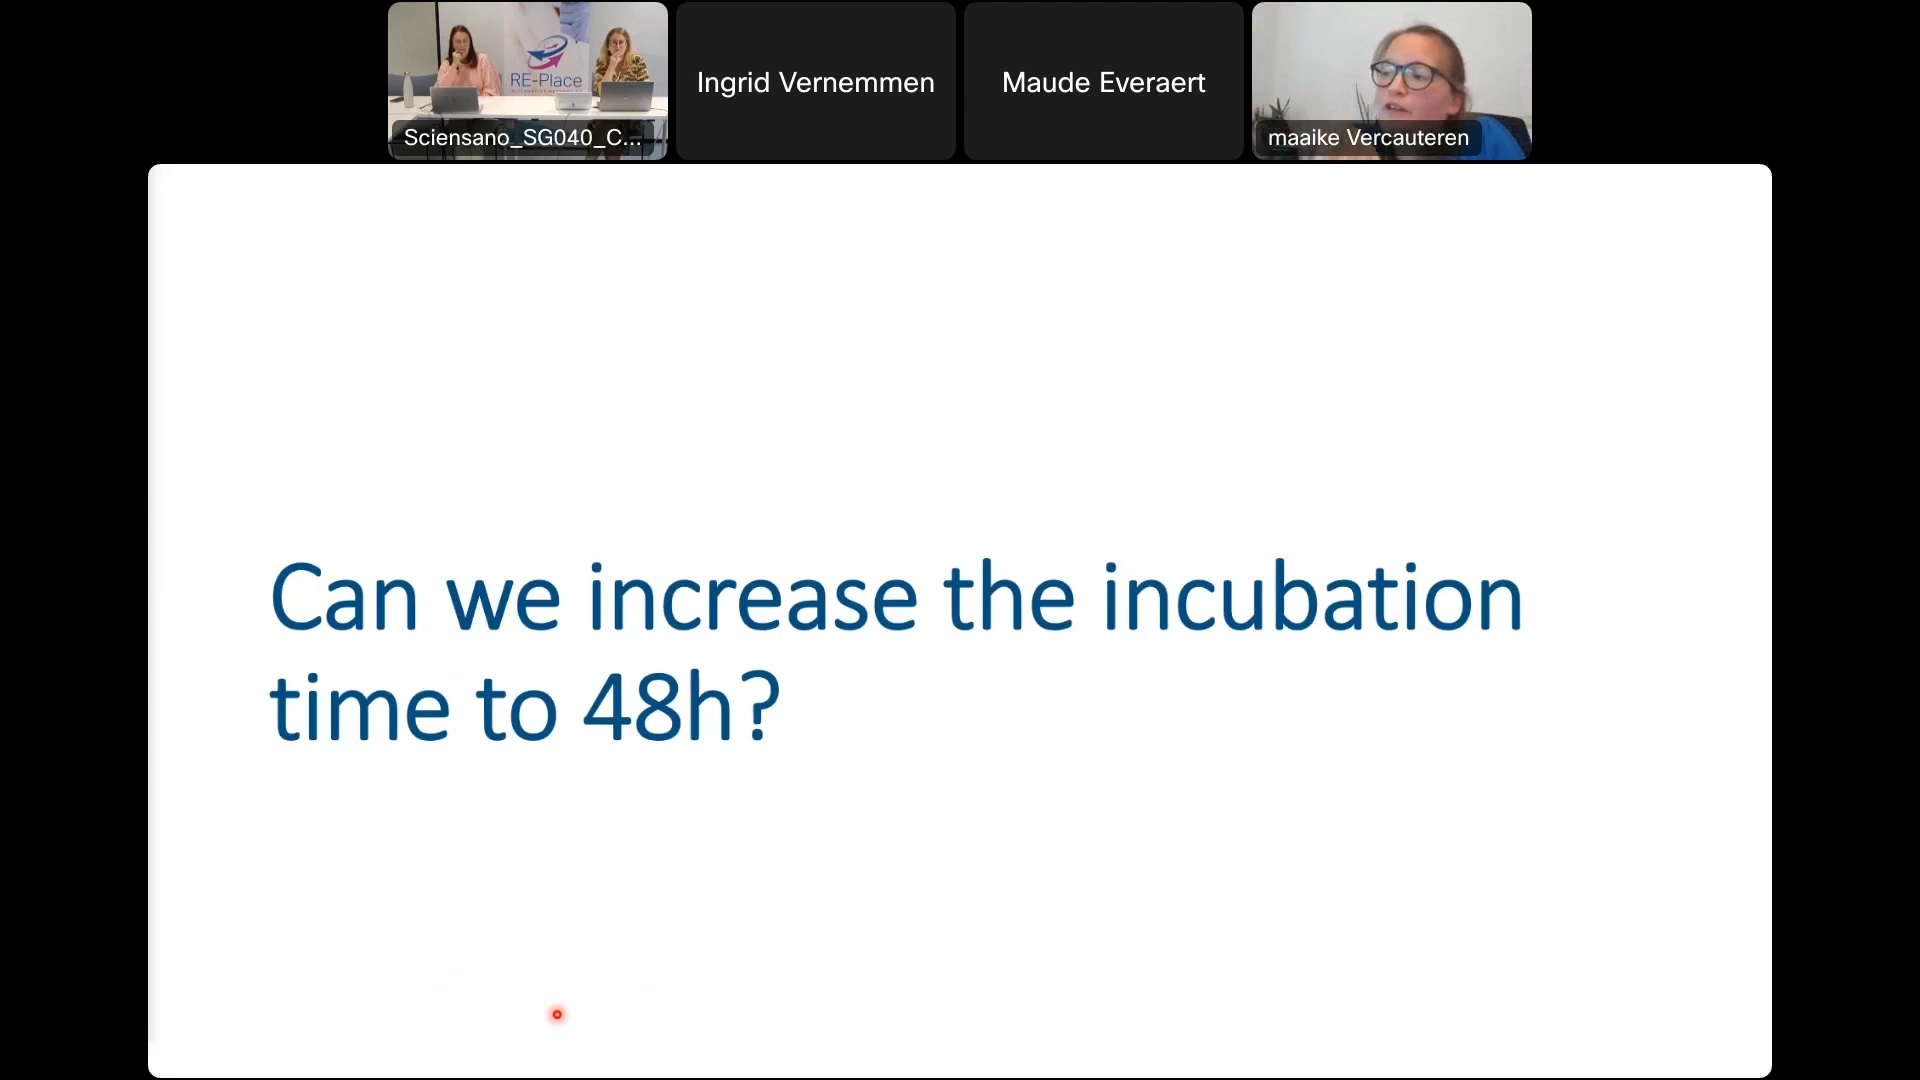 RE-Place
Sciensano_SG040_C...
Ingrid Vernemmen
Maude Everaert
maaike Vercauteren
Can we increase the incubation
time to 48h?